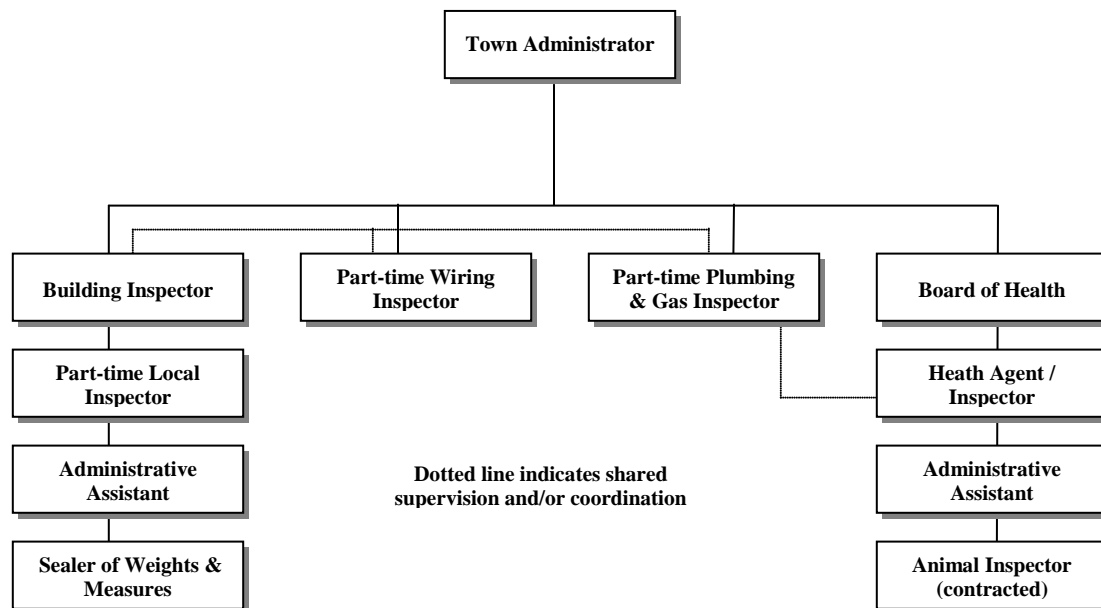 Town Administrator
Building Inspector
Part-time Wiring
Inspector
Part-time Plumbing
& Gas Inspector
Board of Health
Part-time Local
Inspector
Heath Agent /
Inspector
Administrative
Assistant
Dotted line indicates shared
supervision and/or coordination
Administrative
Assistant
Sealer of Weights &
Measures
Animal Inspector
(contracted)